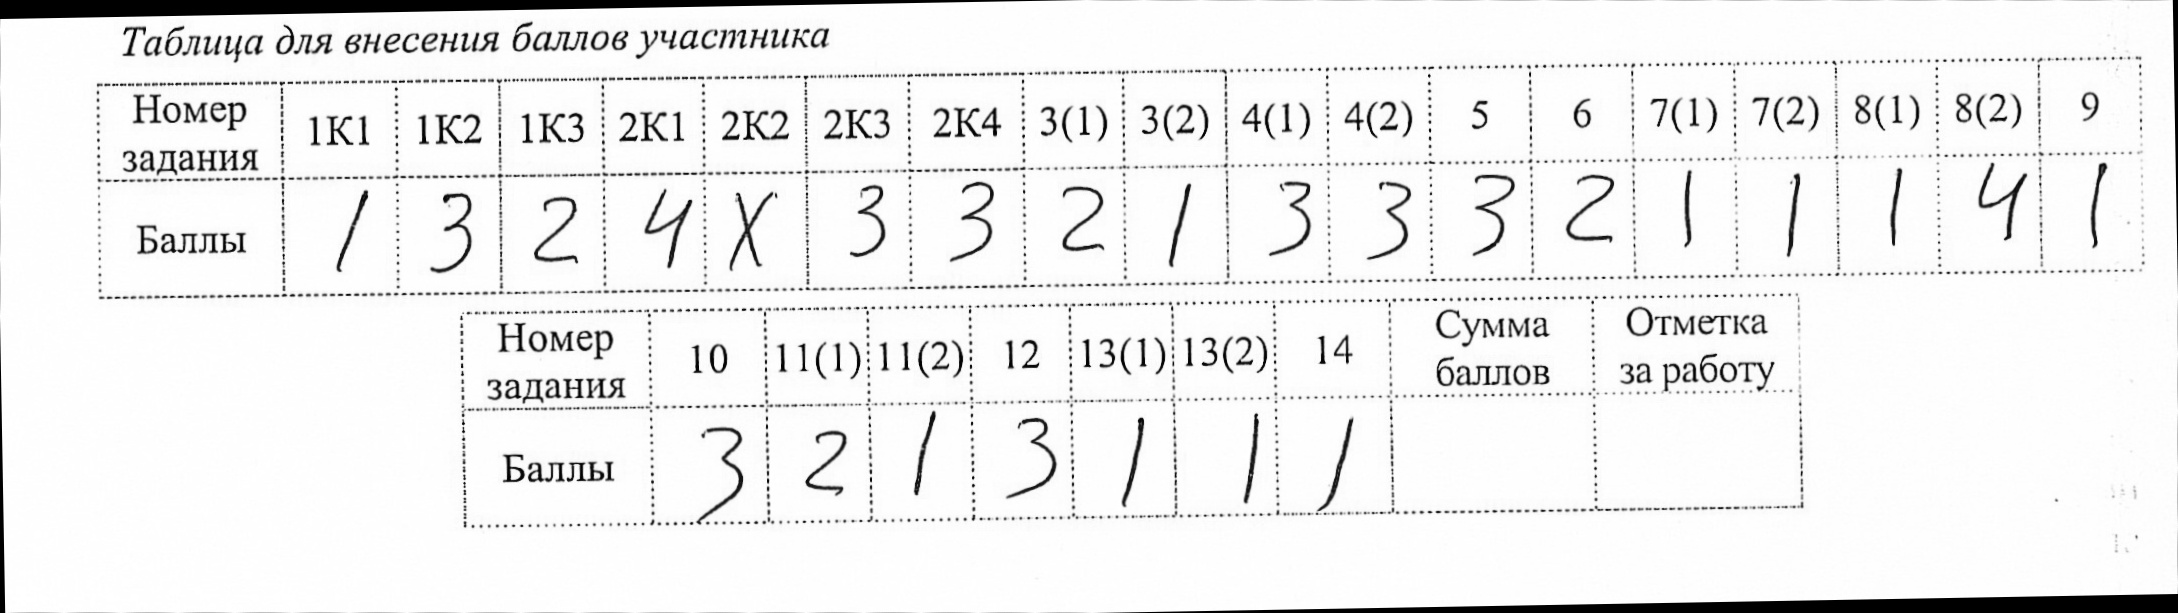 Таблица для внесения баллов участника
Номер задания 1К1 1К2 1К3 2К1 2К2 2К3 2К4 3(1) 3(2) 4(1) 4(2) 5 6 7(1) 7(2) 8(1) 8(2) 9
Баллы 1 3 2 4 X 3 3 2 1 3 3 3 2 1 1 1 4 1
Номер задания 10 11(1) 11(2) 12 13(1) 13(2) 14 Сумма баллов Отметка за работу
Баллы 3 2 1 3 1 1 1